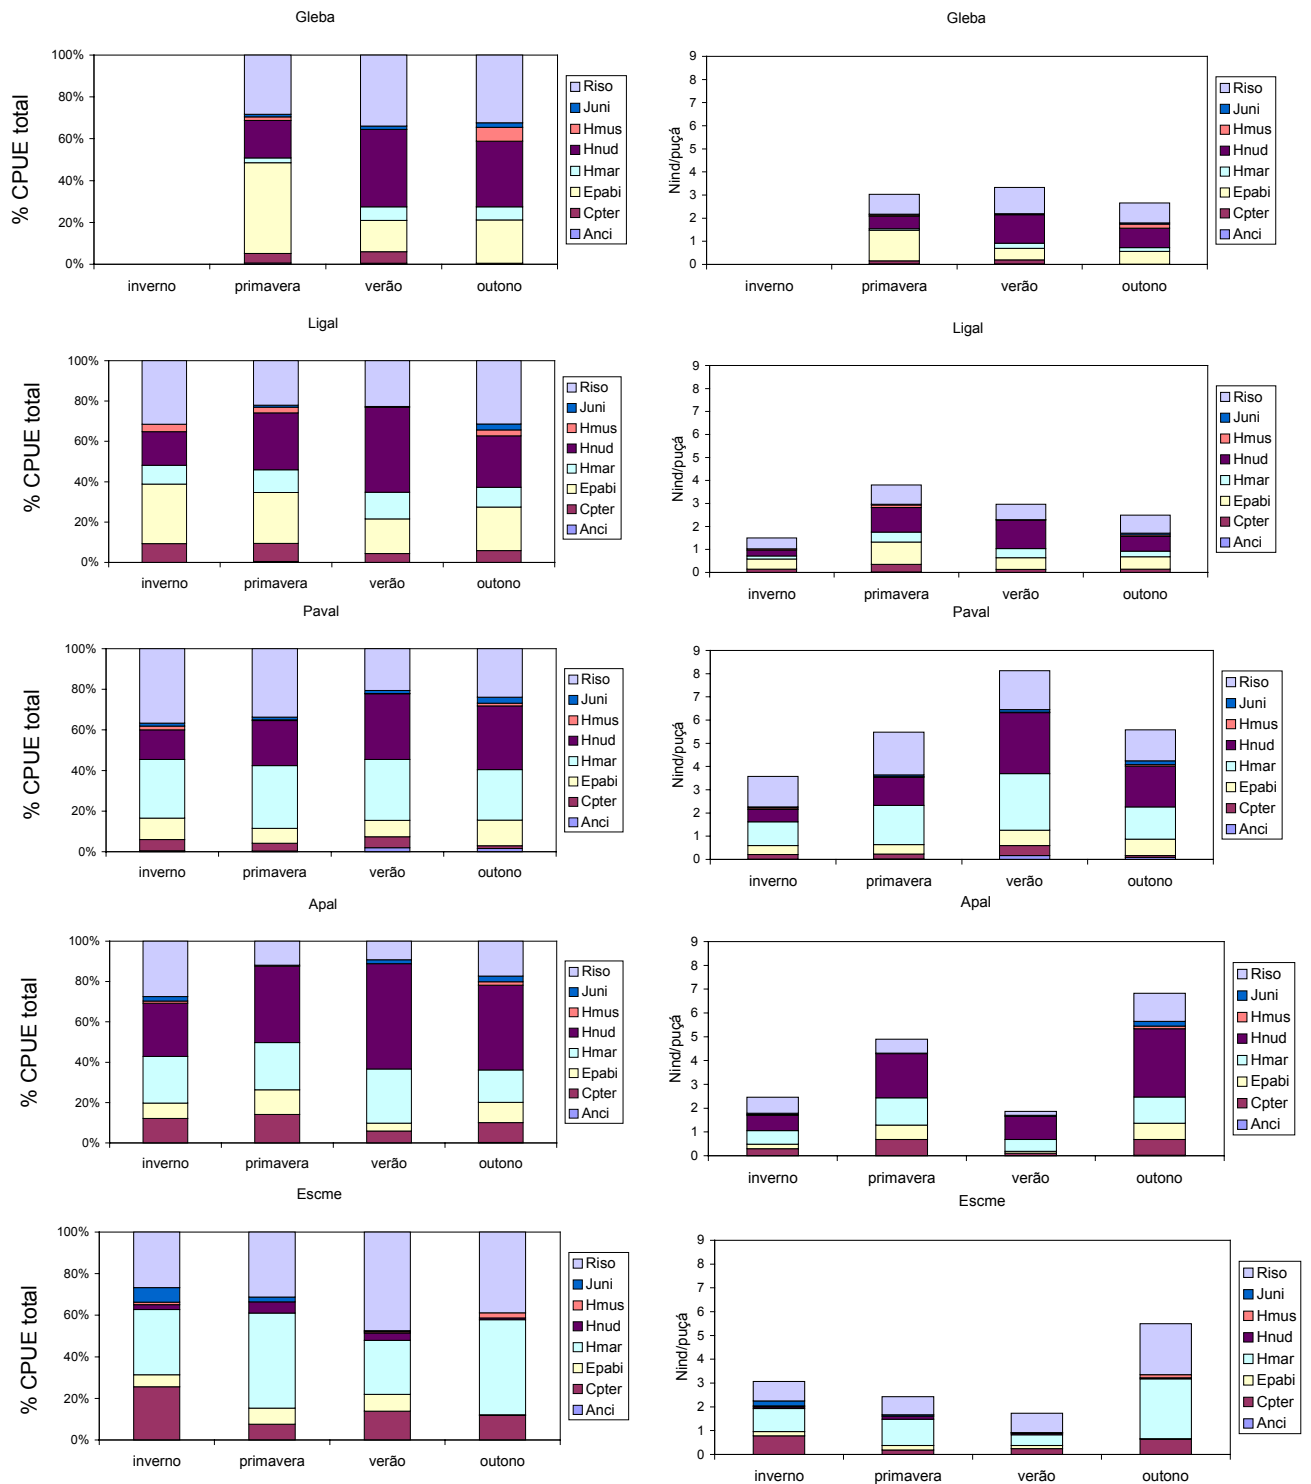 Gleba
% CPUE total
100%
80%
60%
40%
20%
0%
inverno primavera verão outono
Riso
Juni
Hmus
Hnud
Hmar
Epabi
Cpter
Anci
Gleba
Nind/puçá
9
8
7
6
5
4
3
2
1
0
inverno primavera verão outono
Riso
Juni
Hmus
Hnud
Hmar
Epabi
Cpter
Anci
Ligal
% CPUE total
100%
80%
60%
40%
20%
0%
inverno primavera verão outono
Riso
Juni
Hmus
Hnud
Hmar
Epabi
Cpter
Anci
Ligal
Nind/puçá
9
8
7
6
5
4
3
2
1
0
inverno primavera verão outono
Riso
Juni
Hmus
Hnud
Hmar
Epabi
Cpter
Anci
Paval
% CPUE total
100%
80%
60%
40%
20%
0%
inverno primavera verão outono
Riso
Juni
Hmus
Hnud
Hmar
Epabi
Cpter
Anci
Paval
Nind/puçá
9
8
7
6
5
4
3
2
1
0
inverno primavera verão outono
Riso
Juni
Hmus
Hnud
Hmar
Epabi
Cpter
Anci
Apal
% CPUE total
100%
80%
60%
40%
20%
0%
inverno primavera verão outono
Riso
Juni
Hmus
Hnud
Hmar
Epabi
Cpter
Anci
Apal
Nind/puçá
9
8
7
6
5
4
3
2
1
0
inverno primavera verão outono
Riso
Juni
Hmus
Hnud
Hmar
Epabi
Cpter
Anci
Escme
% CPUE total
100%
80%
60%
40%
20%
0%
inverno primavera verão outono
Riso
Juni
Hmus
Hnud
Hmar
Epabi
Cpter
Anci
Escme
Nind/puçá
9
8
7
6
5
4
3
2
1
0
inverno primavera verão outono
Riso
Juni
Hmus
Hnud
Hmar
Epabi
Cpter
Anci